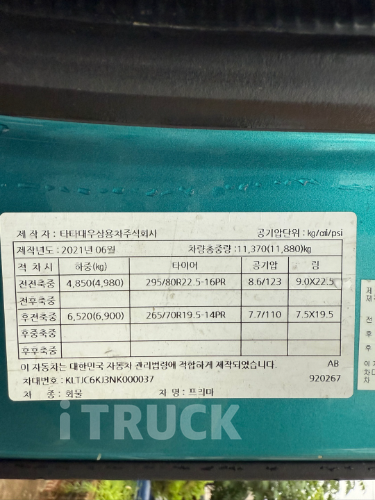 제 작 자 : 타타대우상용차주식회사 공기압단위 : kg/㎠/psi
제작년도 : 2021년 06월 차량총중량 : 11,370(11,880)kg
적 차 시 하중(kg) 타이어 공기압 림
전전축중 4,850(4,980) 295/80R22.5-16PR 8.6/123 9.0X22.5
전후축중
후전축중 6,520(6,900) 265/70R19.5-14PR 7.7/110 7.5X19.5
후중축중
후후축중
이 자동차는 대한민국 자동차 관리법령에 적합하게 제작되었습니다. AB
차대번호 : KLTJC6KJ3NK000037 920267
차 종 : 화물 차 명 : 프리마
iTRUCK
제
전
후